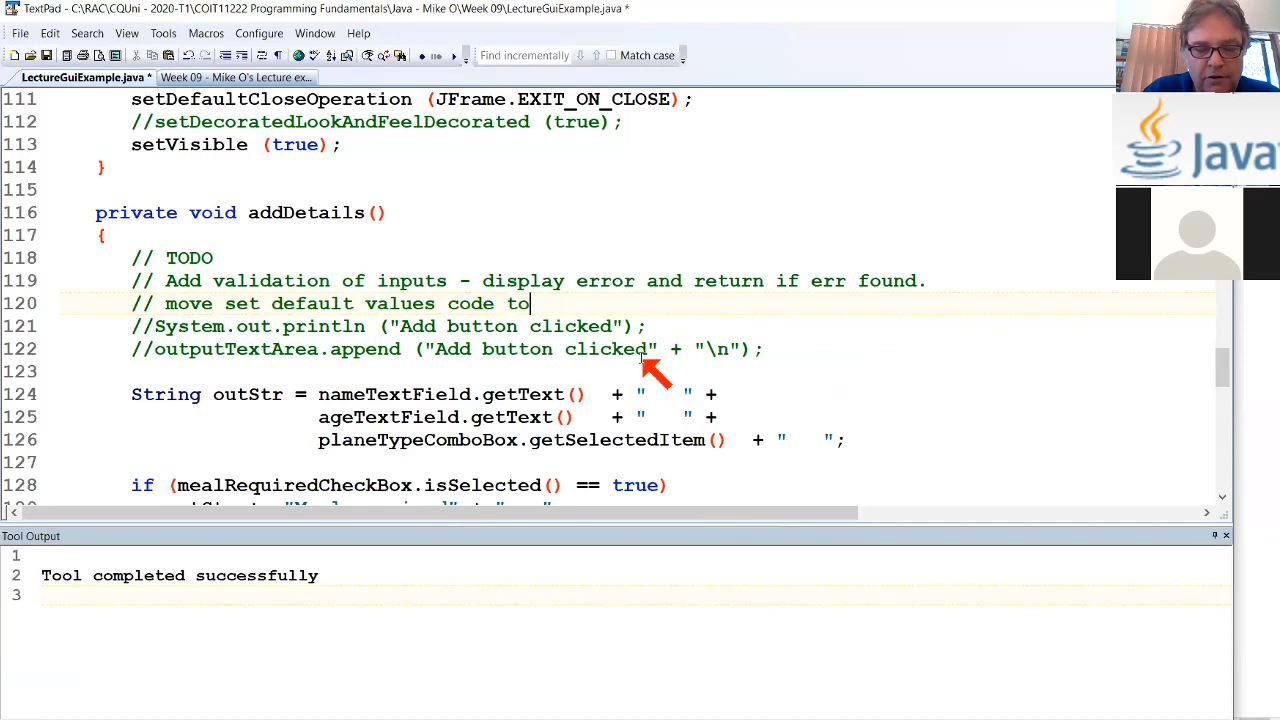 TextPad - C:\RAC\CQUni - 2020-T1\COIT11222 Programming Fundamentals\Java - Mike O\Week 09\LectureGuiExample.java *
File Edit Search View Tools Macros Configure Window Help
Find incrementally Match case
LectureGuiExample.java * Week 09 - Mike O's Lecture ex...
111 setDefaultCloseOperation (JFrame.EXIT_ON_CLOSE);
112 //setDecoratedLookAndFeelDecorated (true);
113 setVisible (true);
114 }
115
116 private void addDetails()
117 {
118 // TODO
119 // Add validation of inputs - display error and return if err found.
120 // move set default values code to
121 //System.out.println ("Add button clicked");
122 //outputTextArea.append ("Add button clicked" + "\n");
123
124 String outStr = nameTextField.getText() + "   " +
125 ageTextField.getText() + "   " +
126 planeTypeComboBox.getSelectedItem() + "   ";
127
128 if (mealRequiredCheckBox.isSelected() == true)
Tool Output
1
2 Tool completed successfully
3
Java